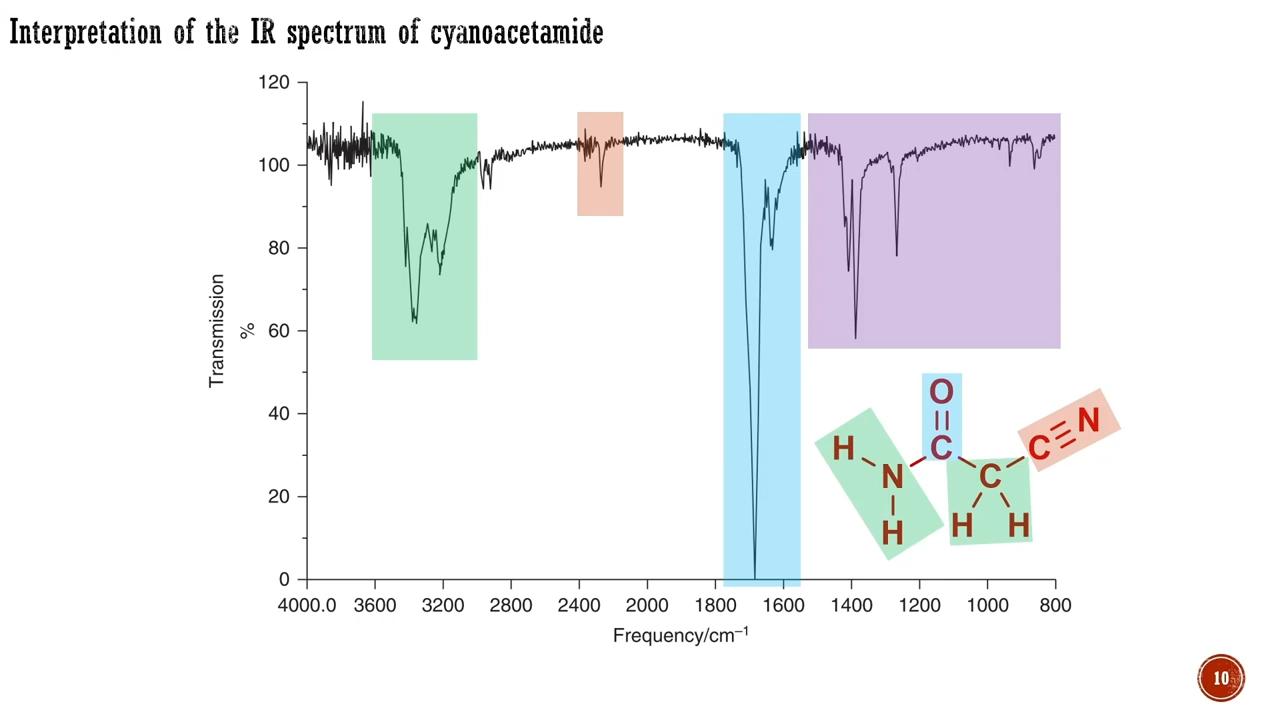 Interpretation of the IR spectrum of cyanoacetamide
120
100
80
60
40
20
0
Transmission
%
4000.0 3600 3200 2800 2400 2000 1800 1600 1400 1200 1000 800
Frequency/cm⁻¹
O
H C C≡N
N C
H H H
10